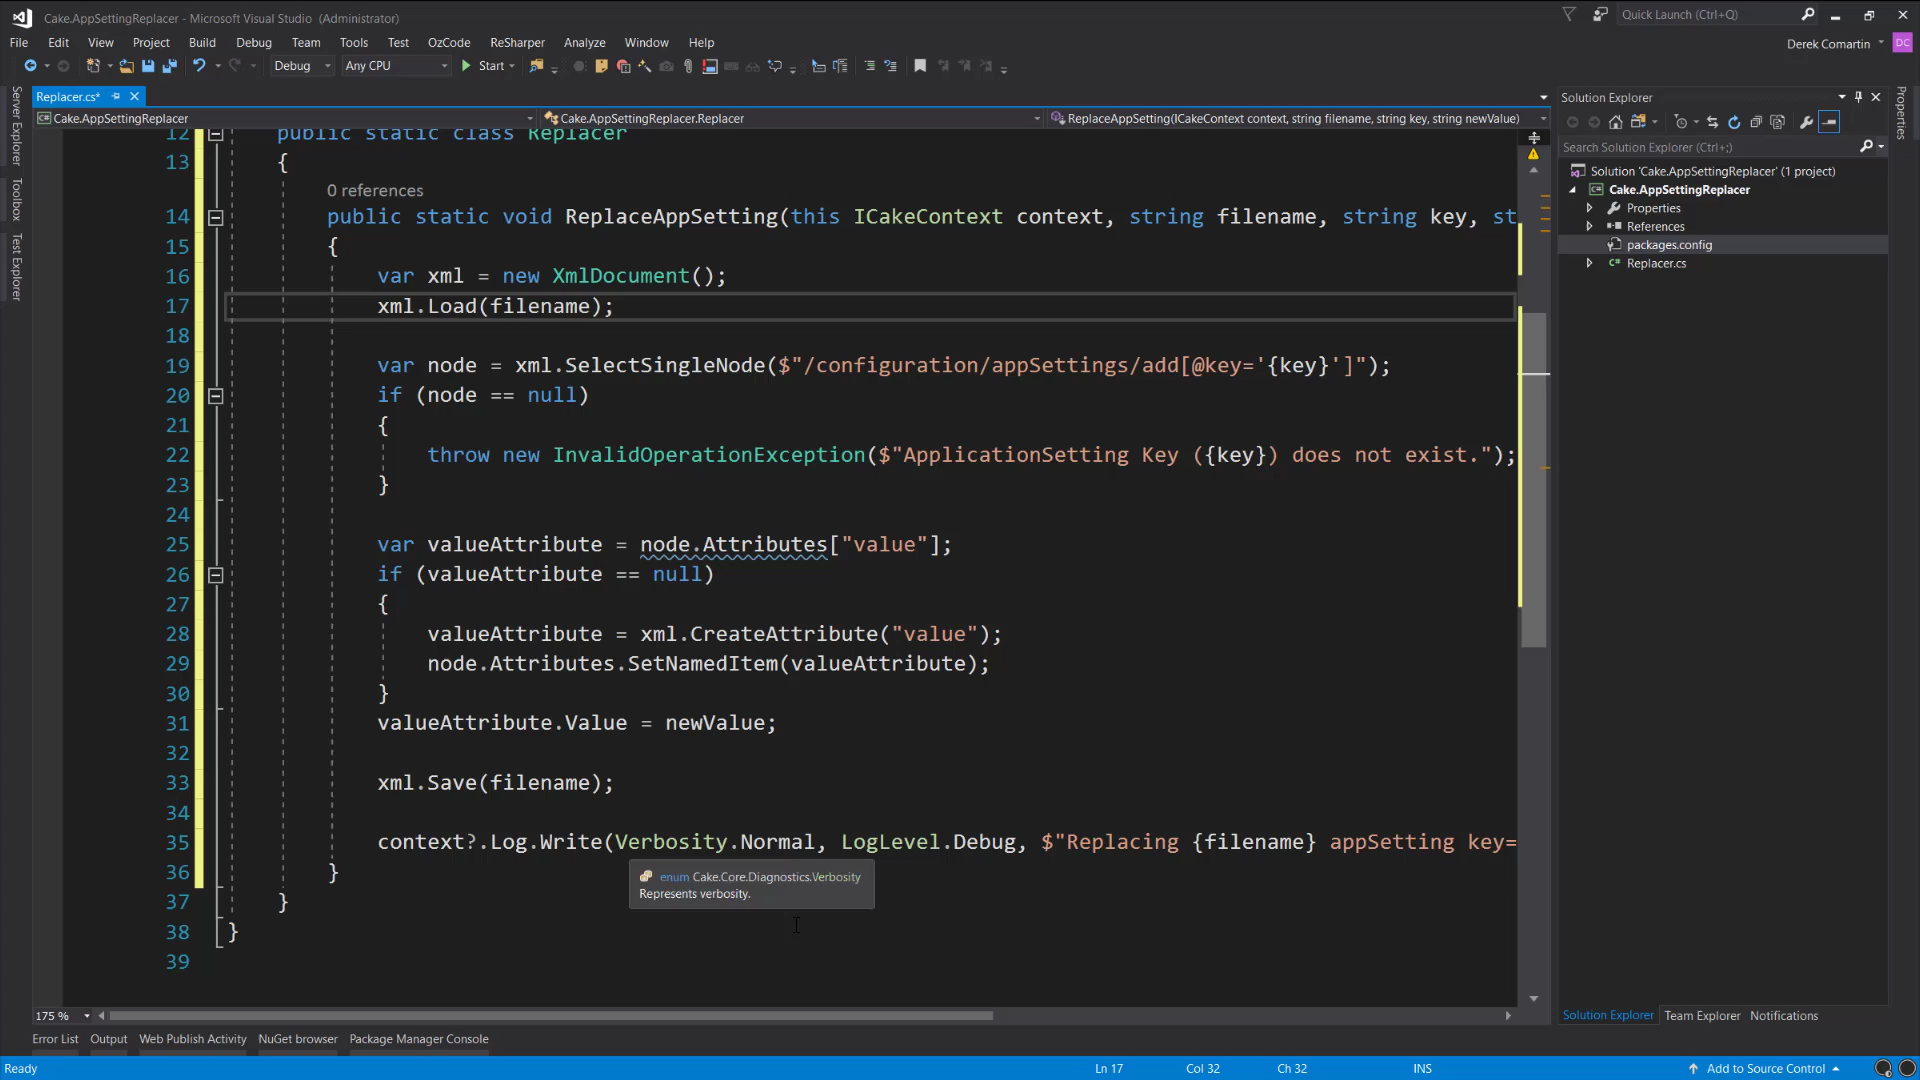 Cake.AppSettingReplacer - Microsoft Visual Studio (Administrator)
Quick Launch (Ctrl+Q)
File Edit View Project Build Debug Team Tools Test OzCode ReSharper Analyze Window Help
Derek Comartin DC
Debug Any CPU Start
Replacer.cs*
Cake.AppSettingReplacer Cake.AppSettingReplacer.Replacer ReplaceAppSetting(ICakeContext context, string filename, string key, string newValue)
Server Explorer
Toolbox
Test Explorer
12 public static class Replacer
13 {
0 references
14 public static void ReplaceAppSetting(this ICakeContext context, string filename, string key, st
15 {
16 var xml = new XmlDocument();
17 xml.Load(filename);
18
19 var node = xml.SelectSingleNode($"/configuration/appSettings/add[@key='{key}']");
20 if (node == null)
21 {
22 throw new InvalidOperationException($"ApplicationSetting Key ({key}) does not exist.");
23 }
24
25 var valueAttribute = node.Attributes["value"];
26 if (valueAttribute == null)
27 {
28 valueAttribute = xml.CreateAttribute("value");
29 node.Attributes.SetNamedItem(valueAttribute);
30 }
31 valueAttribute.Value = newValue;
32
33 xml.Save(filename);
34
35 context?.Log.Write(Verbosity.Normal, LogLevel.Debug, $"Replacing {filename} appSetting key=
36 }
enum Cake.Core.Diagnostics.Verbosity
Represents verbosity.
37 }
38 }
39
175 %
Solution Explorer
Search Solution Explorer (Ctrl+;)
Solution 'Cake.AppSettingReplacer' (1 project)
Cake.AppSettingReplacer
Properties
References
packages.config
Replacer.cs
Properties
Solution Explorer Team Explorer Notifications
Error List Output Web Publish Activity NuGet browser Package Manager Console
Ready Ln 17 Col 32 Ch 32 INS Add to Source Control